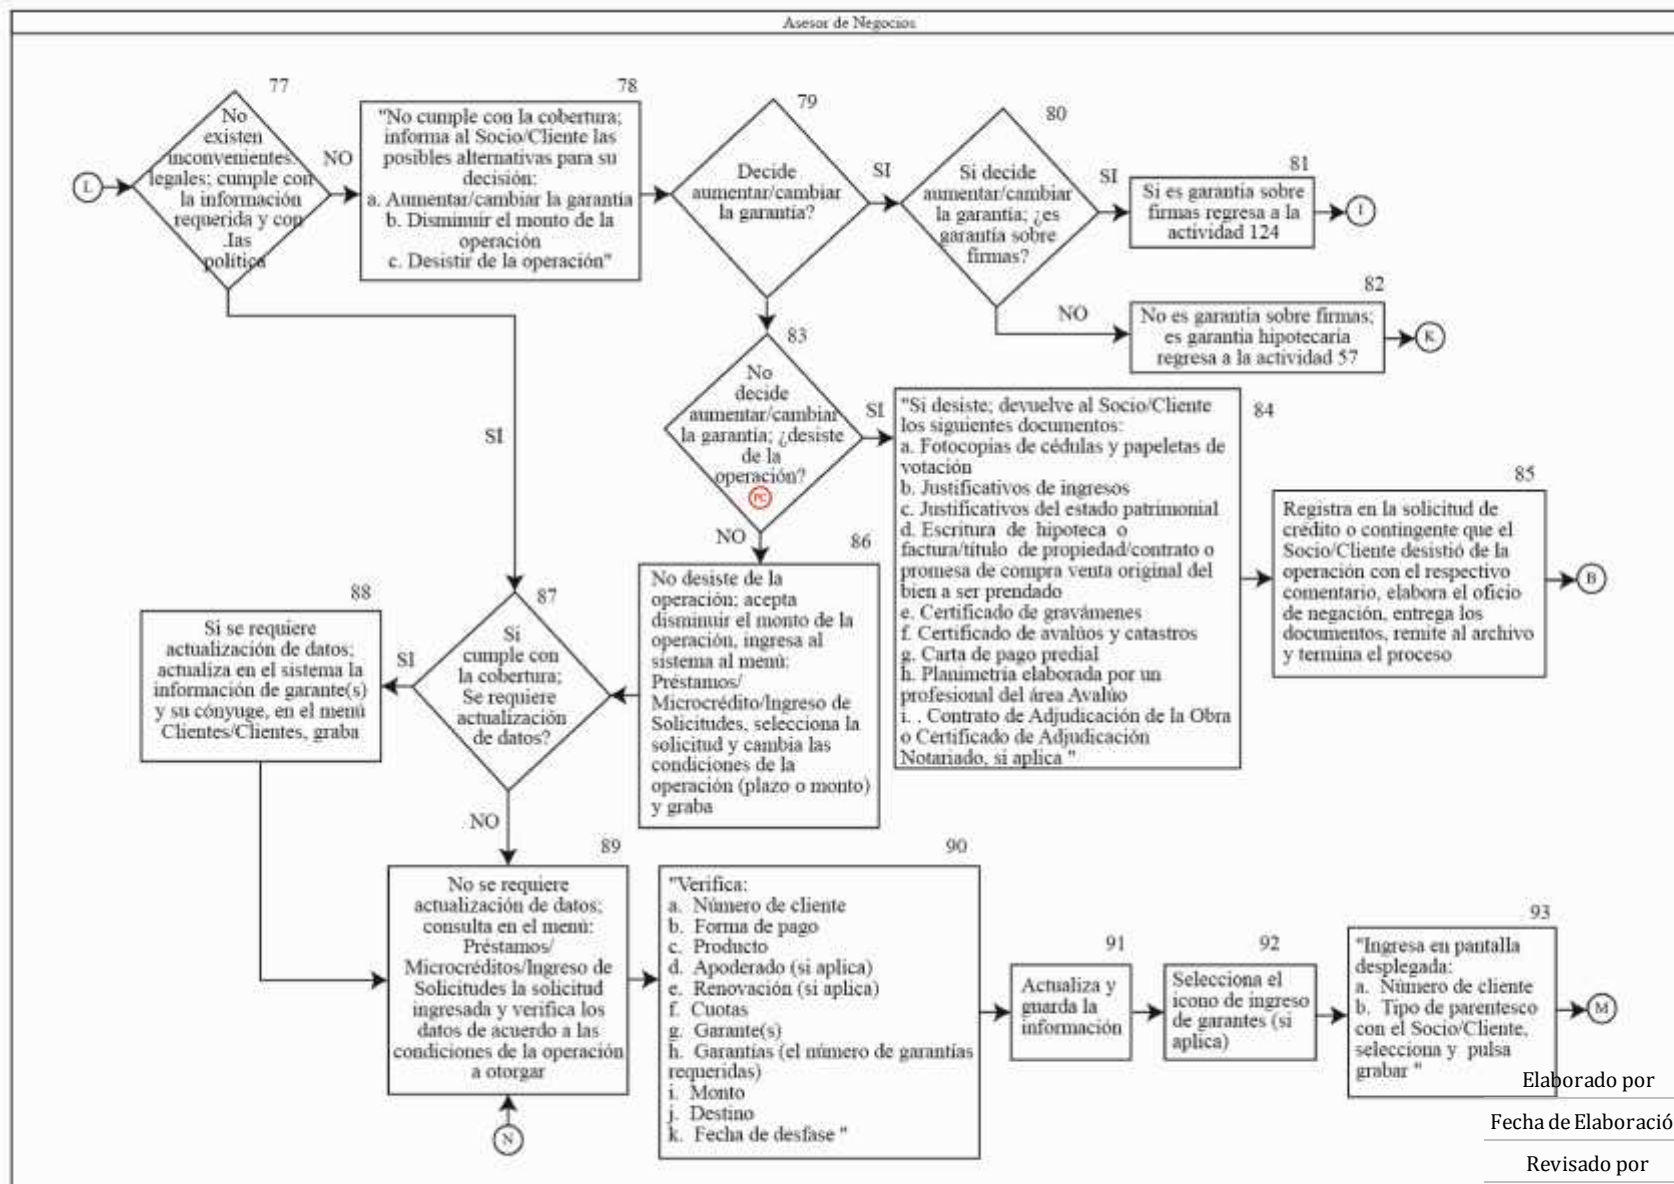 Asesor de Negocios
77
No
existen
inconvenientes.
legales; cumple con
la información
requerida y con
.las
política
L
NO
78
"No cumple con la cobertura;
informa al Socio/Cliente las
posibles alternativas para su
decisión:
a. Aumentar/cambiar la garantía
b. Disminuir el monto de la
operación
c. Desistir de la operación"
79
Decide
aumentar/cambiar
la garantía?
SI
80
Si decide
aumentar/cambiar
la garantía; ¿es
garantía sobre
firmas?
SI
81
Si es garantía sobre
firmas regresa a la
actividad 124
I
NO
82
No es garantía sobre firmas;
es garantía hipotecaria
regresa a la actividad 57
K
83
No
decide
aumentar/cambiar
la garantía; ¿desiste
de la
operación?
PC
SI
84
"Si desiste; devuelve al Socio/Cliente
los siguientes documentos:
a. Fotocopias de cédulas y papeletas de
votación
b. Justificativos de ingresos
c. Justificativos del estado patrimonial
d. Escritura de hipoteca o
factura/título de propiedad/contrato o
promesa de compra venta original del
bien a ser prendado
e. Certificado de gravámenes
f. Certificado de avalúos y catastros
g. Carta de pago predial
h. Planimetría elaborada por un
profesional del área Avalúo
i. . Contrato de Adjudicación de la Obra
o Certificado de Adjudicación
Notariado, si aplica "
85
Registra en la solicitud de
crédito o contingente que el
Socio/Cliente desistió de la
operación con el respectivo
comentario, elabora el oficio
de negación, entrega los
documentos, remite al archivo
y termina el proceso
B
NO
86
No desiste de la
operación; acepta
disminuir el monto de la
operación, ingresa al
sistema al menú:
Préstamos/
Microcrédito/Ingreso de
Solicitudes, selecciona la
solicitud y cambia las
condiciones de la
operación (plazo o monto)
y graba
SI
87
Si
cumple con
la cobertura;
Se requiere
actualización
de datos?
SI
88
Si se requiere
actualización de datos;
actualiza en el sistema la
información de garante(s)
y su cónyuge, en el menú
Clientes/Clientes, graba
NO
89
No se requiere
actualización de datos;
consulta en el menú:
Préstamos/
Microcréditos/Ingreso de
Solicitudes la solicitud
ingresada y verifica los
datos de acuerdo a las
condiciones de la operación
a otorgar
N
90
"Verifica:
a. Número de cliente
b. Forma de pago
c. Producto
d. Apoderado (si aplica)
e. Renovación (si aplica)
f. Cuotas
g. Garante(s)
h. Garantías (el número de garantías
requeridas)
i. Monto
j. Destino
k. Fecha de desfase "
91
Actualiza y
guarda la
información
92
Selecciona el
icono de ingreso
de garantes (si
aplica)
93
"Ingresa en pantalla
desplegada:
a. Número de cliente
b. Tipo de parentesco
con el Socio/Cliente,
selecciona y pulsa
grabar "
M
Elaborado por
Fecha de Elaboració
Revisado por